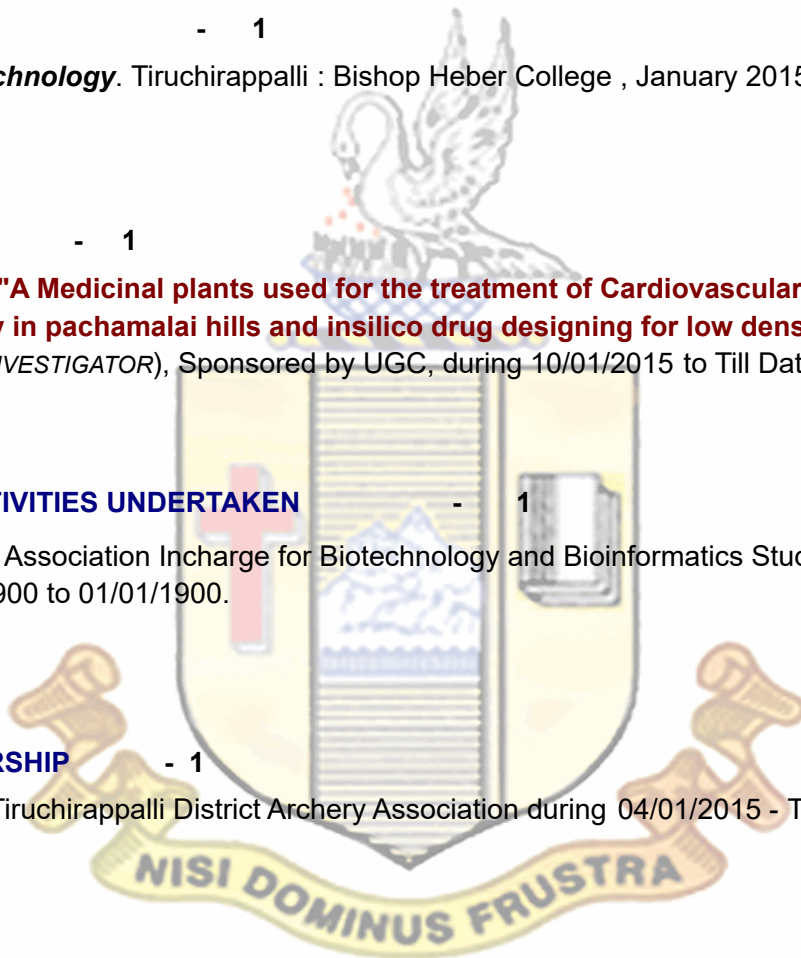 - 1
chnology. Tiruchirappalli : Bishop Heber College , January 2015
- 1
"A Medicinal plants used for the treatment of Cardiovascular
in pachamalai hills and insilico drug designing for low dens
VESTIGATOR), Sponsored by UGC, during 10/01/2015 to Till Dat
TIVITIES UNDERTAKEN - 1
Association Incharge for Biotechnology and Bioinformatics Stud
900 to 01/01/1900.
RSHIP - 1
Tiruchirappalli District Archery Association during 04/01/2015 - T
NISI DOMINUS FRUSTRA